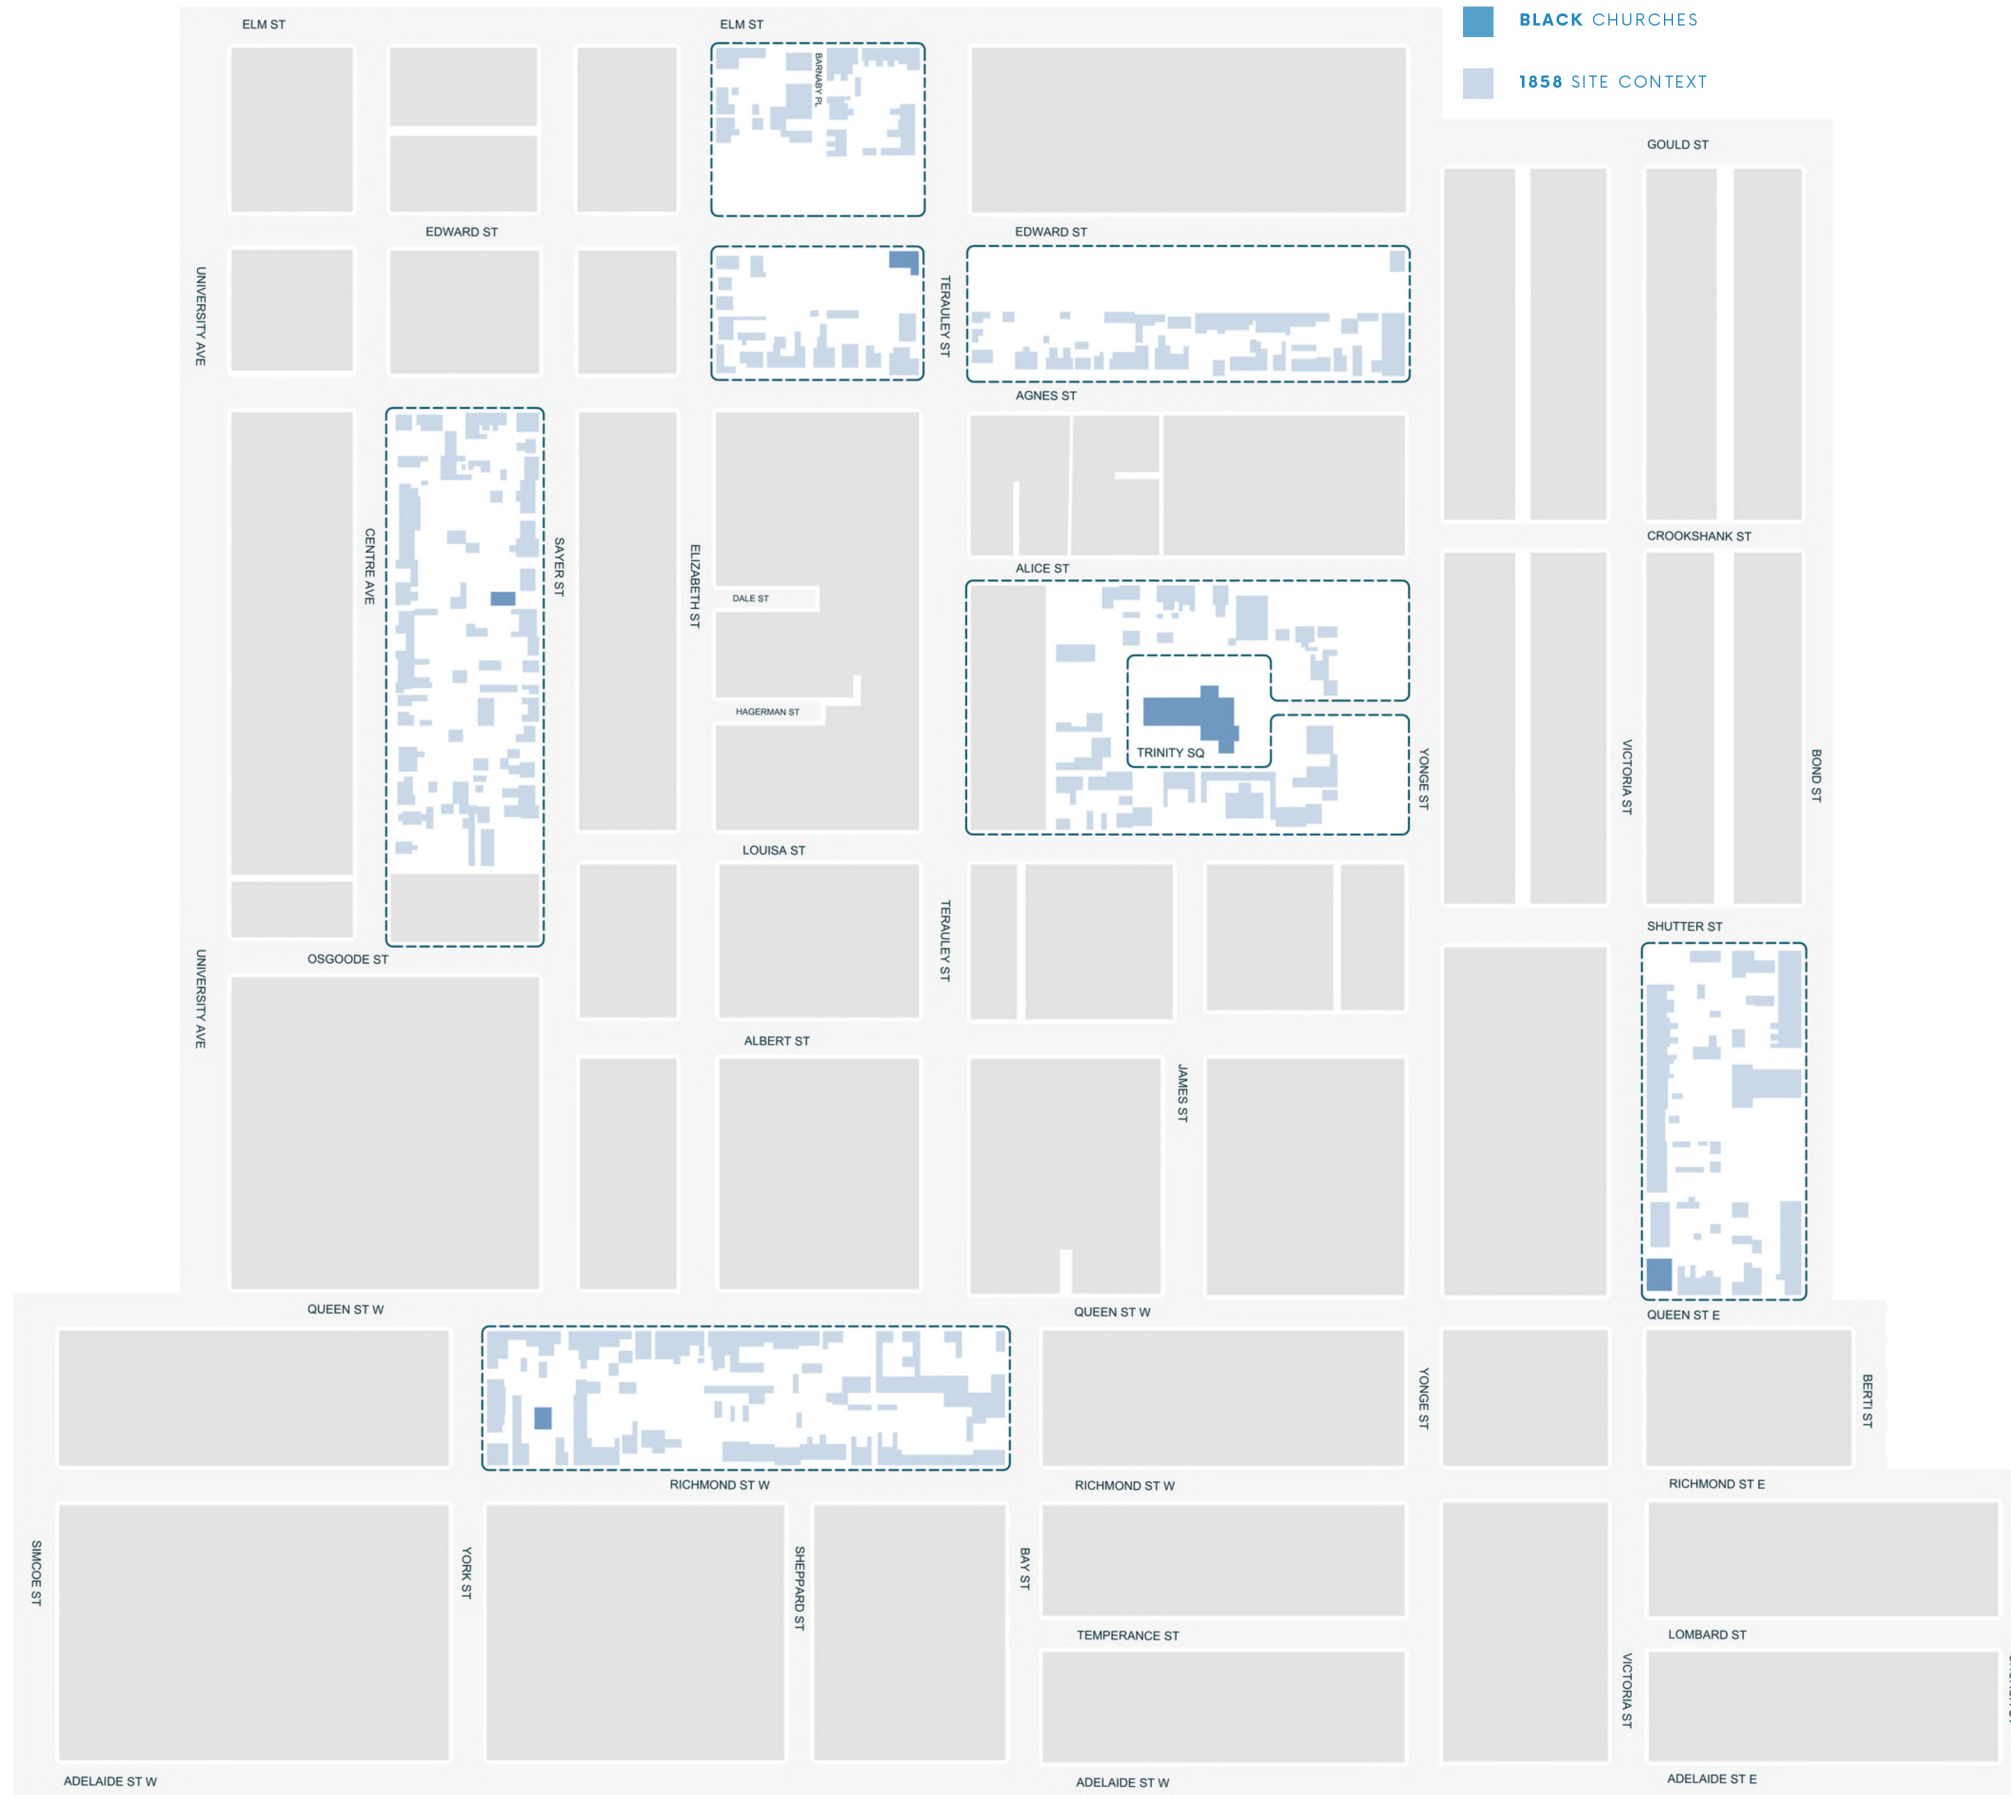 ELM ST
ELM ST
BLACK CHURCHES
1858 SITE CONTEXT
BARNABY PL
GOULD ST
EDWARD ST
EDWARD ST
UNIVERSITY AVE
TERAULEY ST
AGNES ST
CENTRE AVE
SAYER ST
ELIZABETH ST
CROOKSHANK ST
ALICE ST
DALE ST
HAGERMAN ST
TRINITY SQ
YONGE ST
VICTORIA ST
BOND ST
LOUISA ST
TERAULEY ST
SHUTTER ST
OSGOODE ST
UNIVERSITY AVE
ALBERT ST
JAMES ST
QUEEN ST W
QUEEN ST W
QUEEN ST E
YONGE ST
BERTI ST
RICHMOND ST W
RICHMOND ST W
RICHMOND ST E
SIMCOE ST
YORK ST
SHEPPARD ST
BAY ST
TEMPERANCE ST
LOMBARD ST
VICTORIA ST
ADELAIDE ST W
ADELAIDE ST W
ADELAIDE ST E